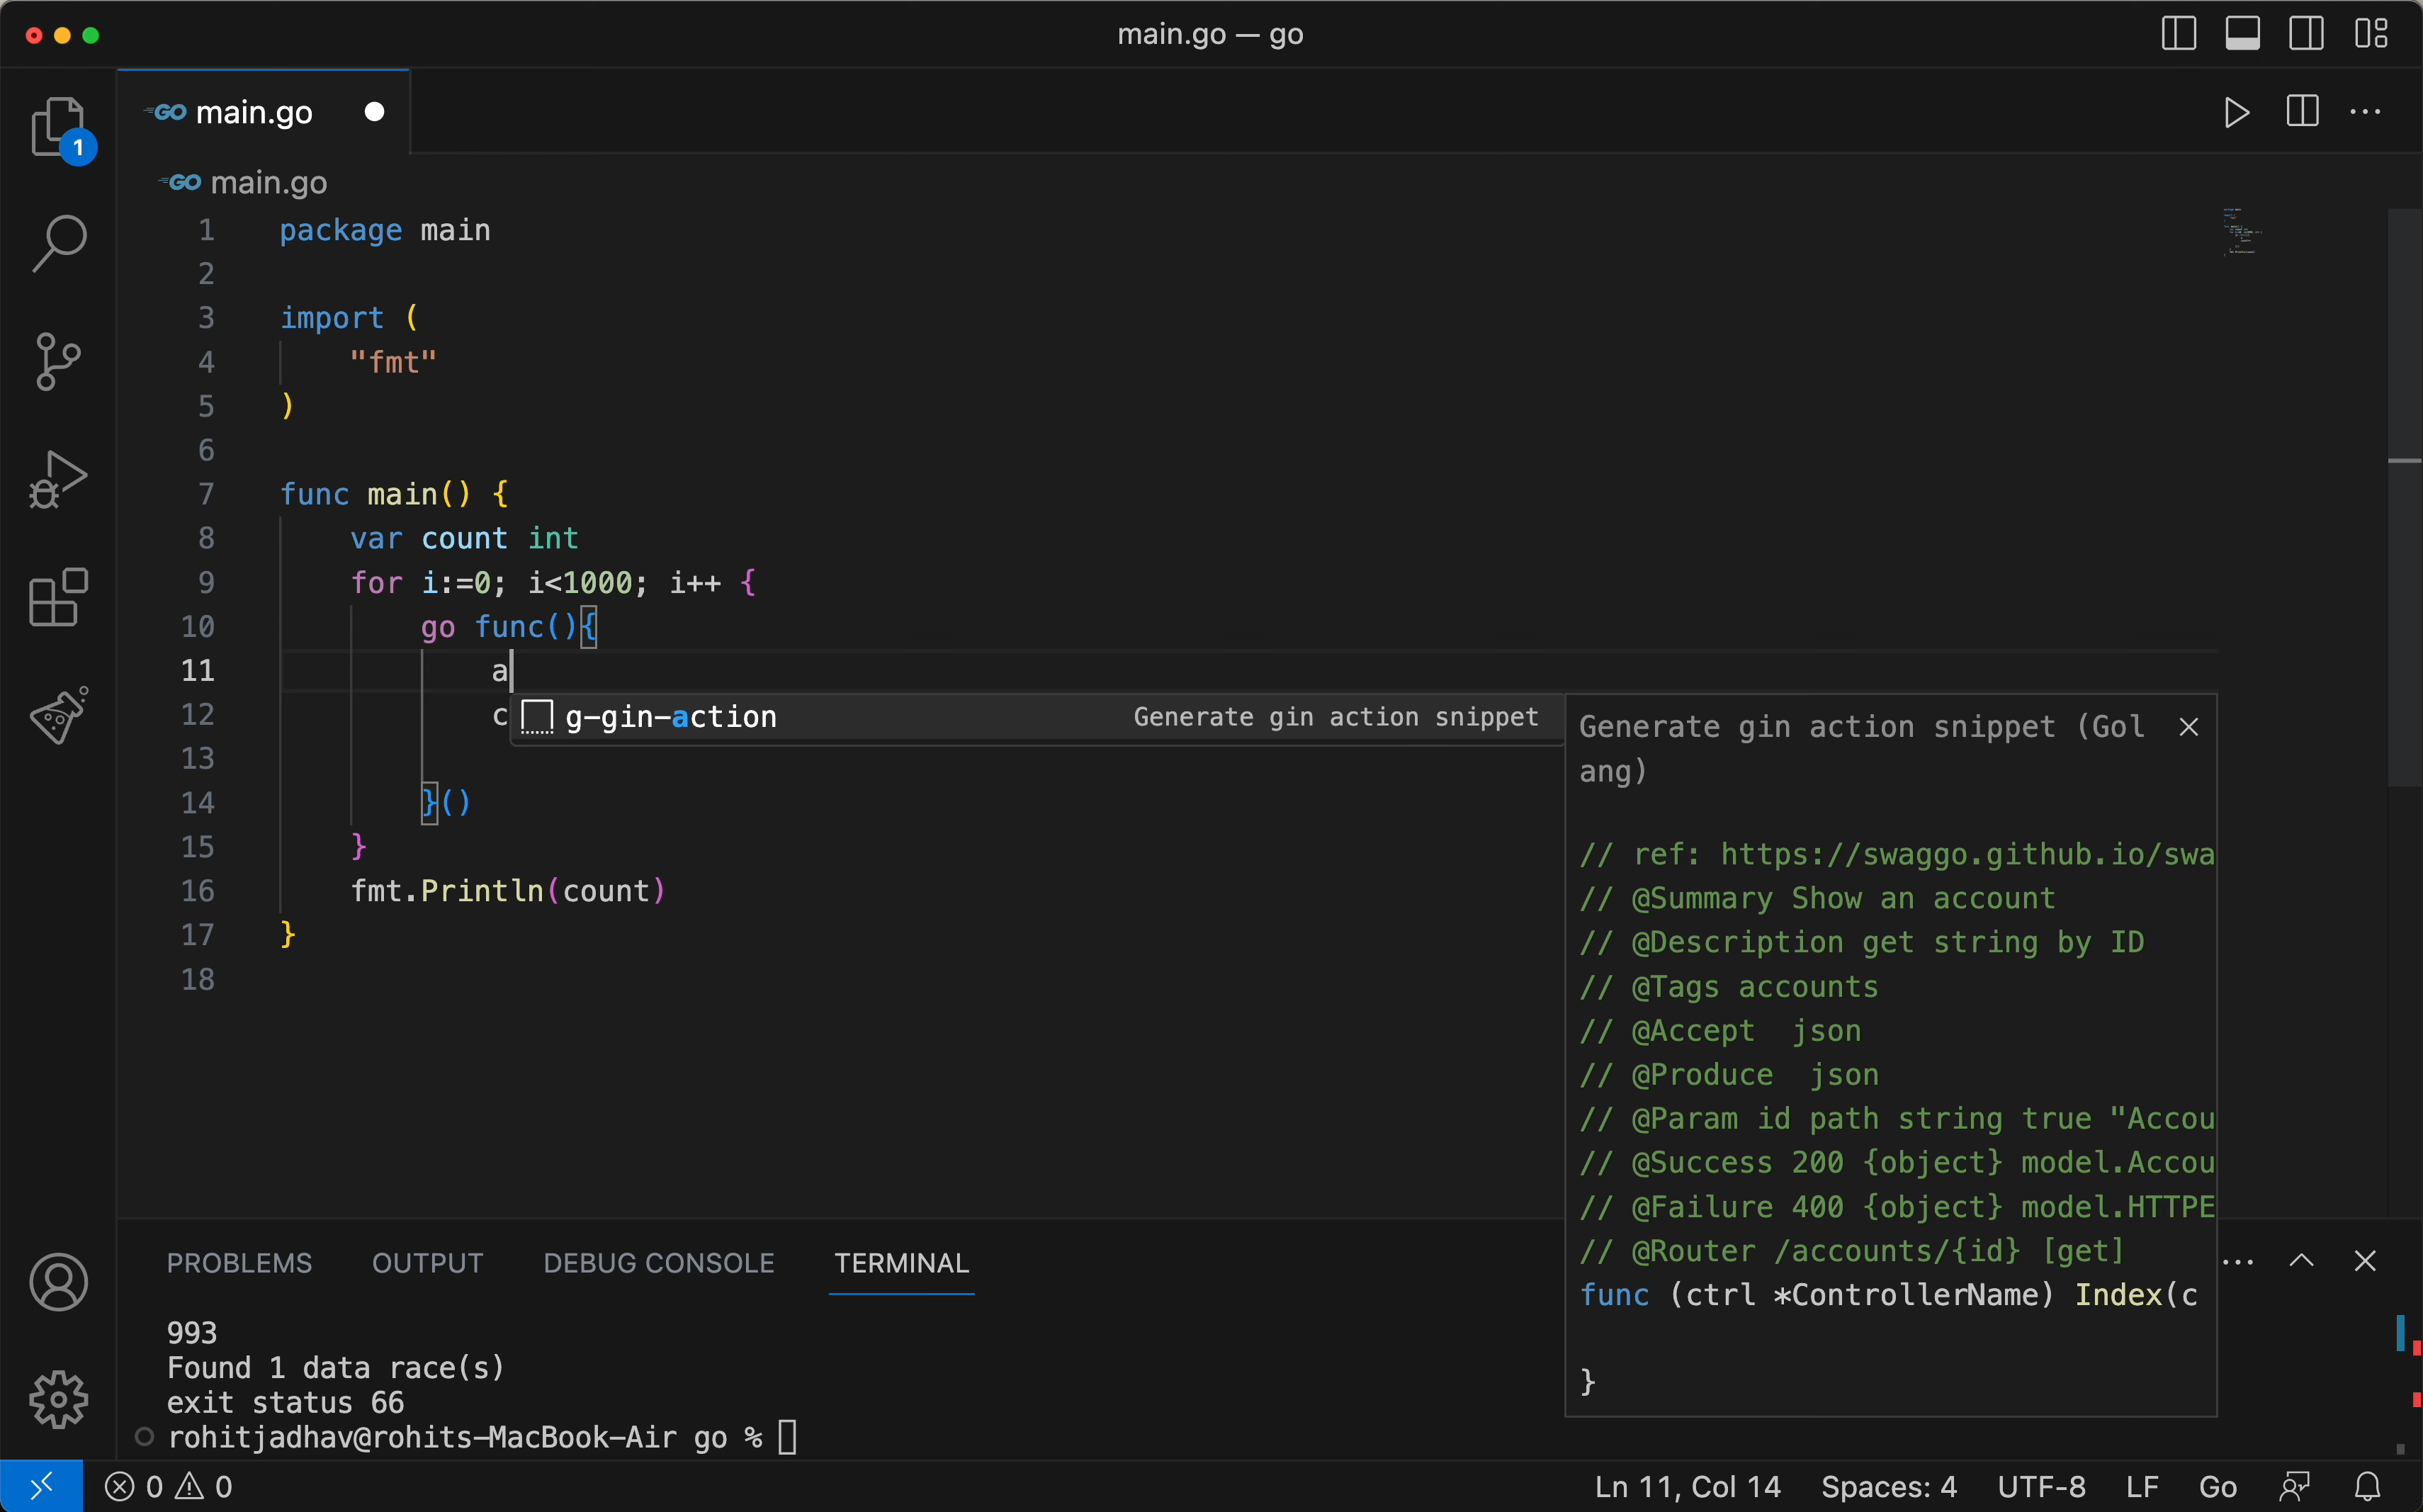 main.go — go
GO main.go
1
GO main.go
1 package main
2
3 import (
4 "fmt"
5 )
6
7 func main() {
8 var count int
9 for i:=0; i<1000; i++ {
10 go func(){
11 a
12 c
13
14 }()
15 }
16 fmt.Println(count)
17 }
18
g-gin-action Generate gin action snippet
Generate gin action snippet (Gol
ang)
// ref: https://swaggo.github.io/swa
// @Summary Show an account
// @Description get string by ID
// @Tags accounts
// @Accept  json
// @Produce  json
// @Param id path string true "Accou
// @Success 200 {object} model.Accou
// @Failure 400 {object} model.HTTPE
// @Router /accounts/{id} [get]
func (ctrl *ControllerName) Index(c
}
PROBLEMS OUTPUT DEBUG CONSOLE TERMINAL
993
Found 1 data race(s)
exit status 66
rohitjadhav@rohits-MacBook-Air go %
0 0 Ln 11, Col 14 Spaces: 4 UTF-8 LF Go